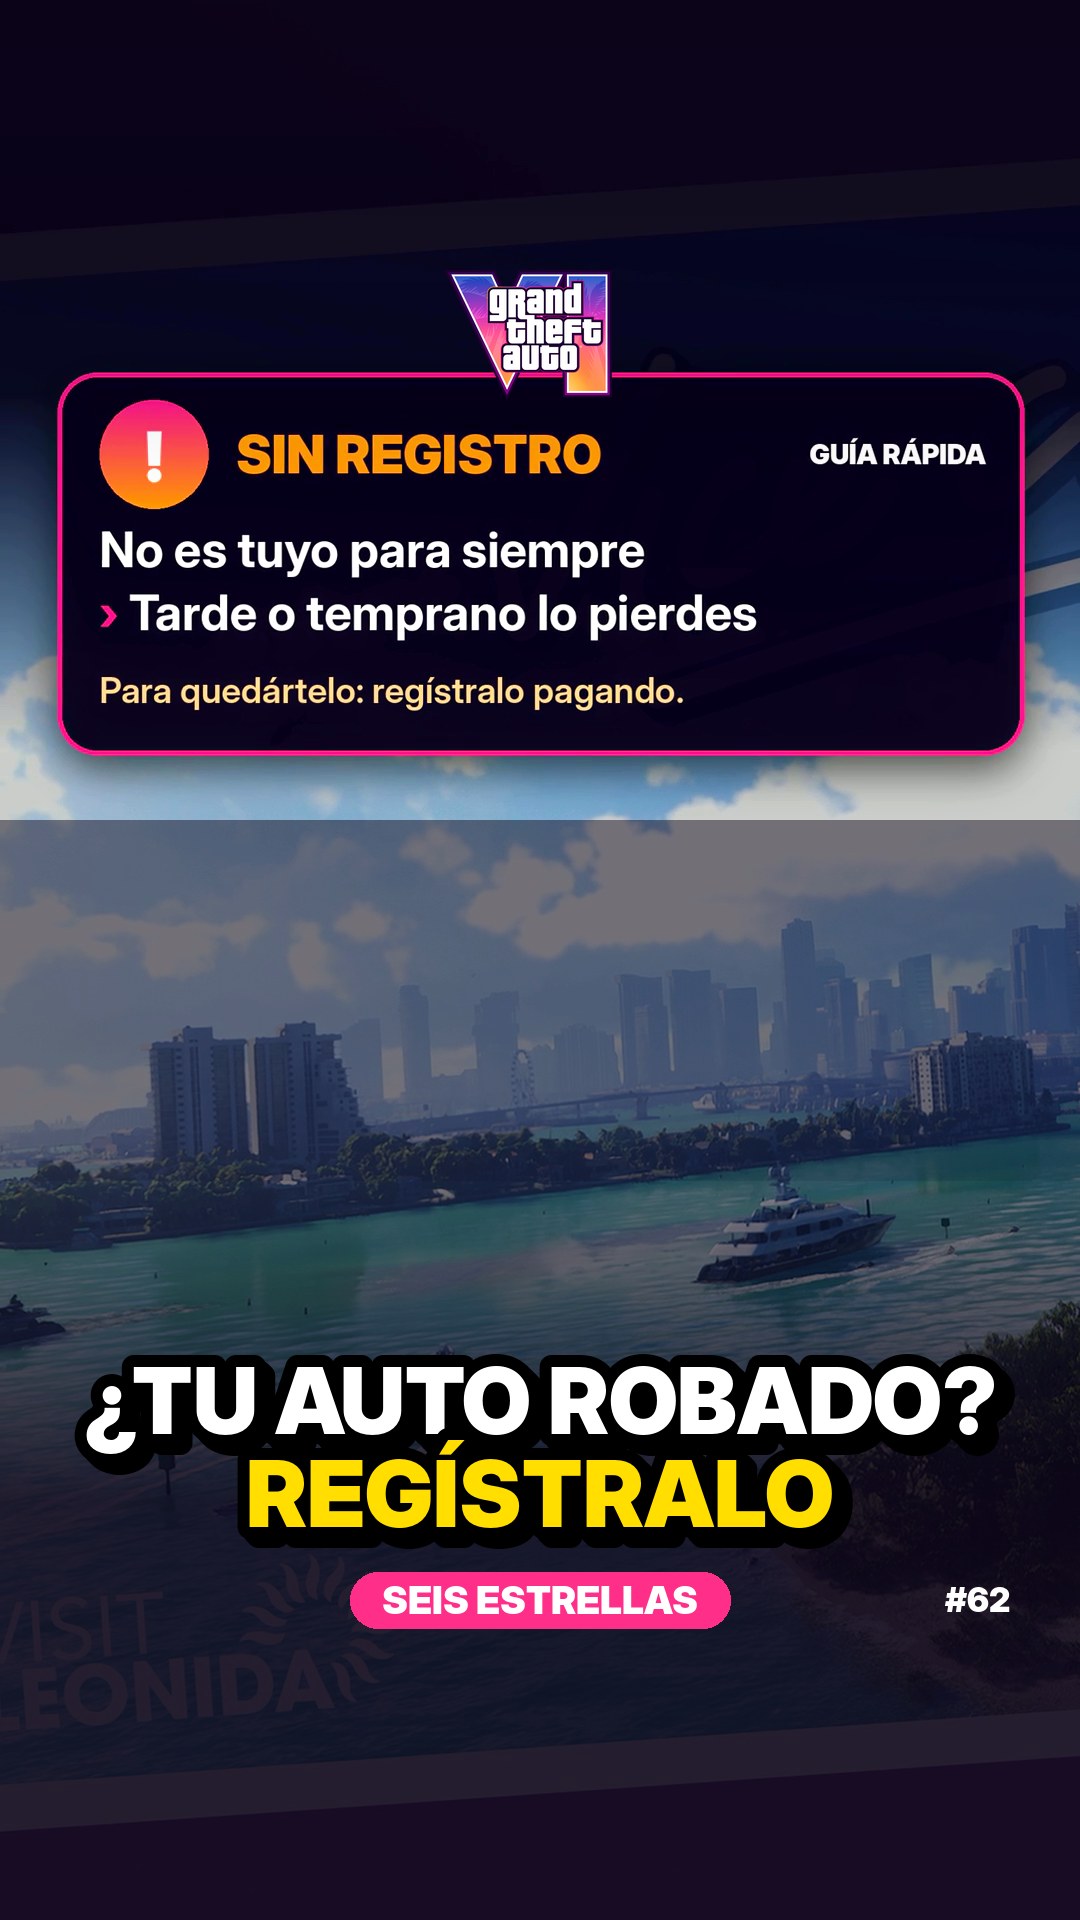 grand
theft
auto
VI
! SIN REGISTRO
GUÍA RÁPIDA
No es tuyo para siempre
› Tarde o temprano lo pierdes
Para quedártelo: regístralo pagando.
¿TU AUTO ROBADO?
REGÍSTRALO
SEIS ESTRELLAS
#62
VISIT
LEONIDA